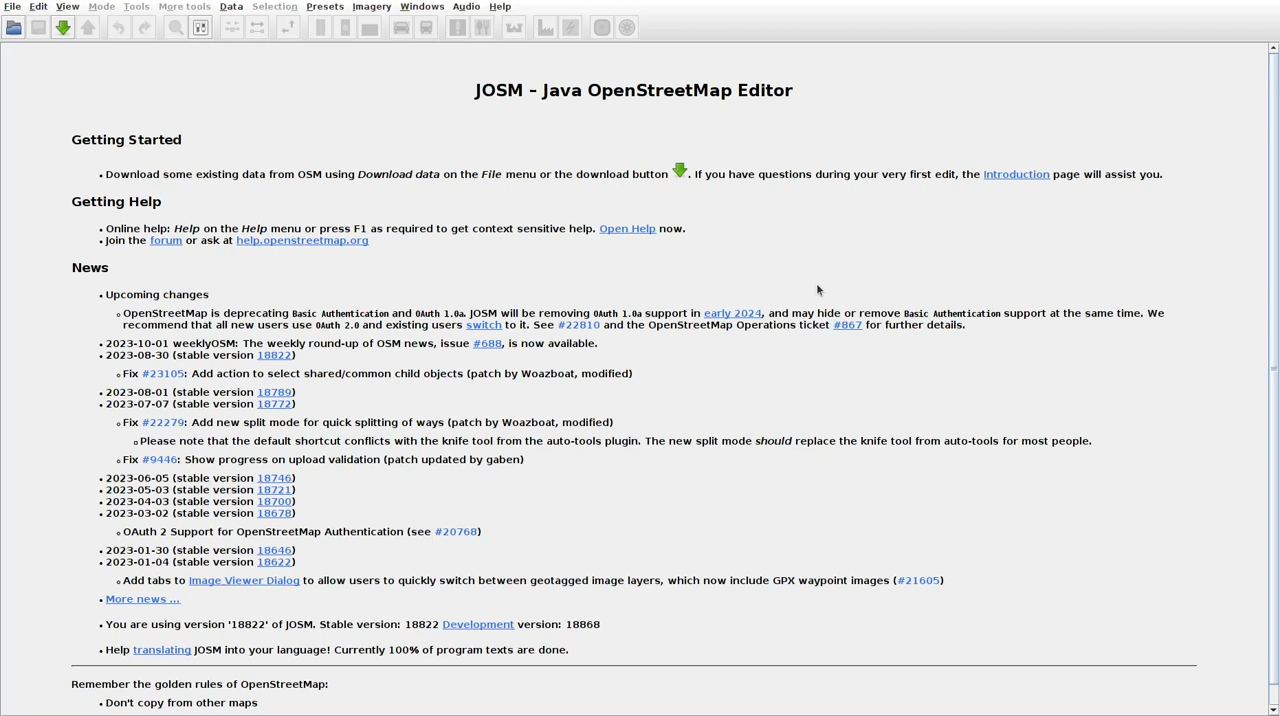 File Edit View Mode Tools More tools Data Selection Presets Imagery Windows Audio Help
JOSM – Java OpenStreetMap Editor
Getting Started
Download some existing data from OSM using Download data on the File menu or the download button . If you have questions during your very first edit, the Introduction page will assist you.
Getting Help
Online help: Help on the Help menu or press F1 as required to get context sensitive help. Open Help now.
Join the forum or ask at help.openstreetmap.org
News
Upcoming changes
OpenStreetMap is deprecating Basic Authentication and OAuth 1.0a. JOSM will be removing OAuth 1.0a support in early 2024, and may hide or remove Basic Authentication support at the same time. We
recommend that all new users use OAuth 2.0 and existing users switch to it. See #22810 and the OpenStreetMap Operations ticket #867 for further details.
2023-10-01 weeklyOSM: The weekly round-up of OSM news, issue #688, is now available.
2023-08-30 (stable version 18822)
Fix #23105: Add action to select shared/common child objects (patch by Woazboat, modified)
2023-08-01 (stable version 18789)
2023-07-07 (stable version 18772)
Fix #22279: Add new split mode for quick splitting of ways (patch by Woazboat, modified)
Please note that the default shortcut conflicts with the knife tool from the auto-tools plugin. The new split mode should replace the knife tool from auto-tools for most people.
Fix #9446: Show progress on upload validation (patch updated by gaben)
2023-06-05 (stable version 18746)
2023-05-03 (stable version 18721)
2023-04-03 (stable version 18700)
2023-03-02 (stable version 18678)
OAuth 2 Support for OpenStreetMap Authentication (see #20768)
2023-01-30 (stable version 18646)
2023-01-04 (stable version 18622)
Add tabs to Image Viewer Dialog to allow users to quickly switch between geotagged image layers, which now include GPX waypoint images (#21605)
More news ...
You are using version '18822' of JOSM. Stable version: 18822 Development version: 18868
Help translating JOSM into your language! Currently 100% of program texts are done.
Remember the golden rules of OpenStreetMap:
Don't copy from other maps